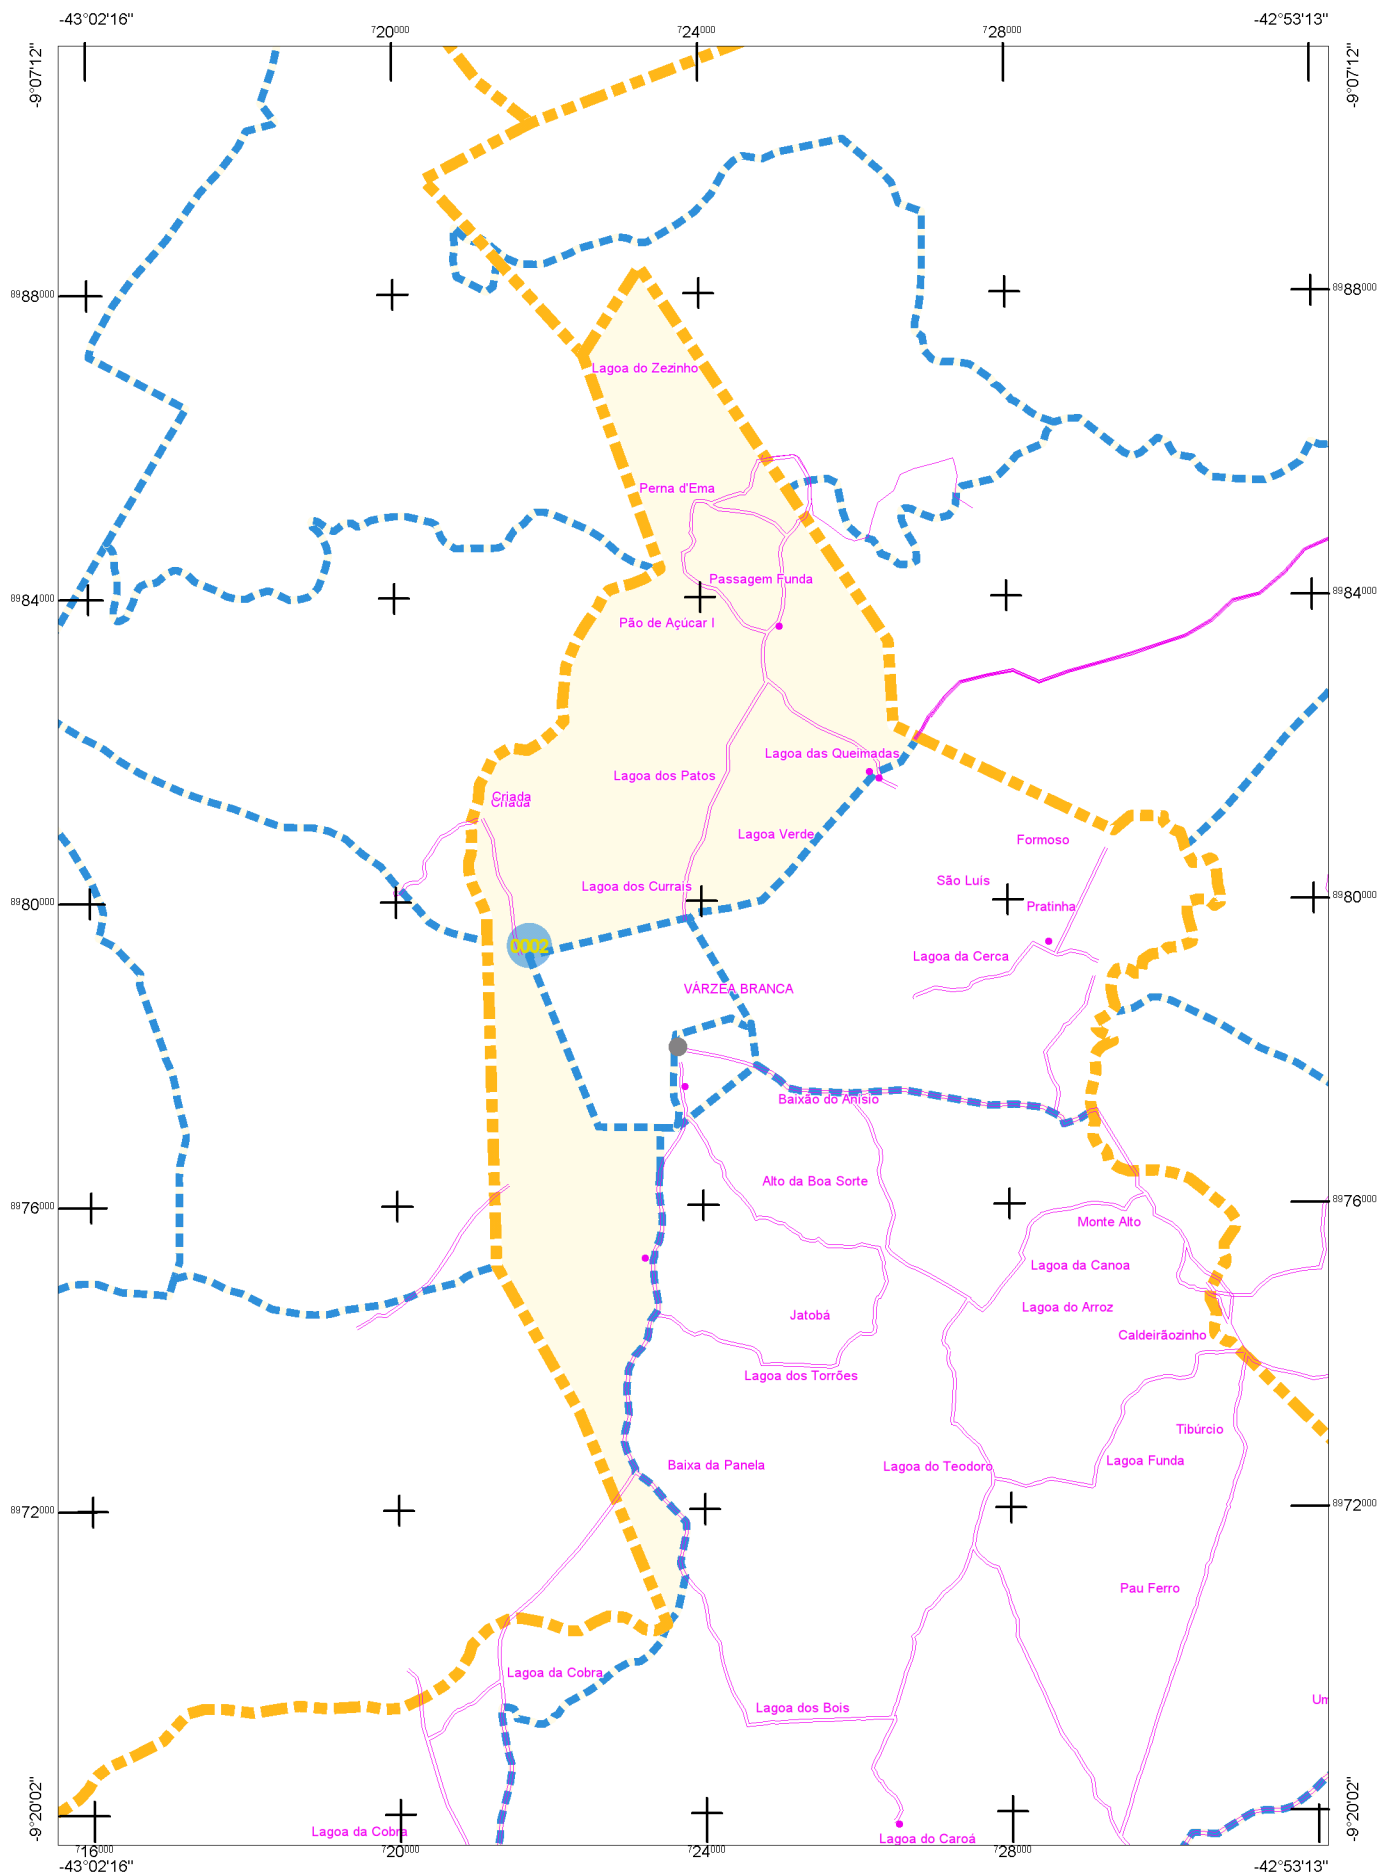 -43°02'16"
-42°53'13"
720000
724000
728000
-9°07'12"
-9°07'12"
8988000
8988000
Lagoa do Zezinho
Perna d'Ema
Passagem Funda
8984000
8984000
Pão de Açúcar I
Lagoa das Queimadas
Lagoa dos Patos
Criada
Criada
Lagoa Verde
Formoso
São Luís
Lagoa dos Currais
8980000
8980000
Pratinha
0002
Lagoa da Cerca
VÁRZEA BRANCA
Baixão do Anísio
Alto da Boa Sorte
8976000
8976000
Monte Alto
Lagoa da Canoa
Lagoa do Arroz
Jatobá
Caldeirãozinho
Lagoa dos Torrões
Tibúrcio
Lagoa Funda
Baixa da Panela
Lagoa do Teodoro
8972000
8972000
Pau Ferro
Lagoa da Cobra
Um
Lagoa dos Bois
-9°20'02"
-9°20'02"
Lagoa da Cobra
Lagoa do Caroá
716000
720000
724000
728000
-43°02'16"
-42°53'13"